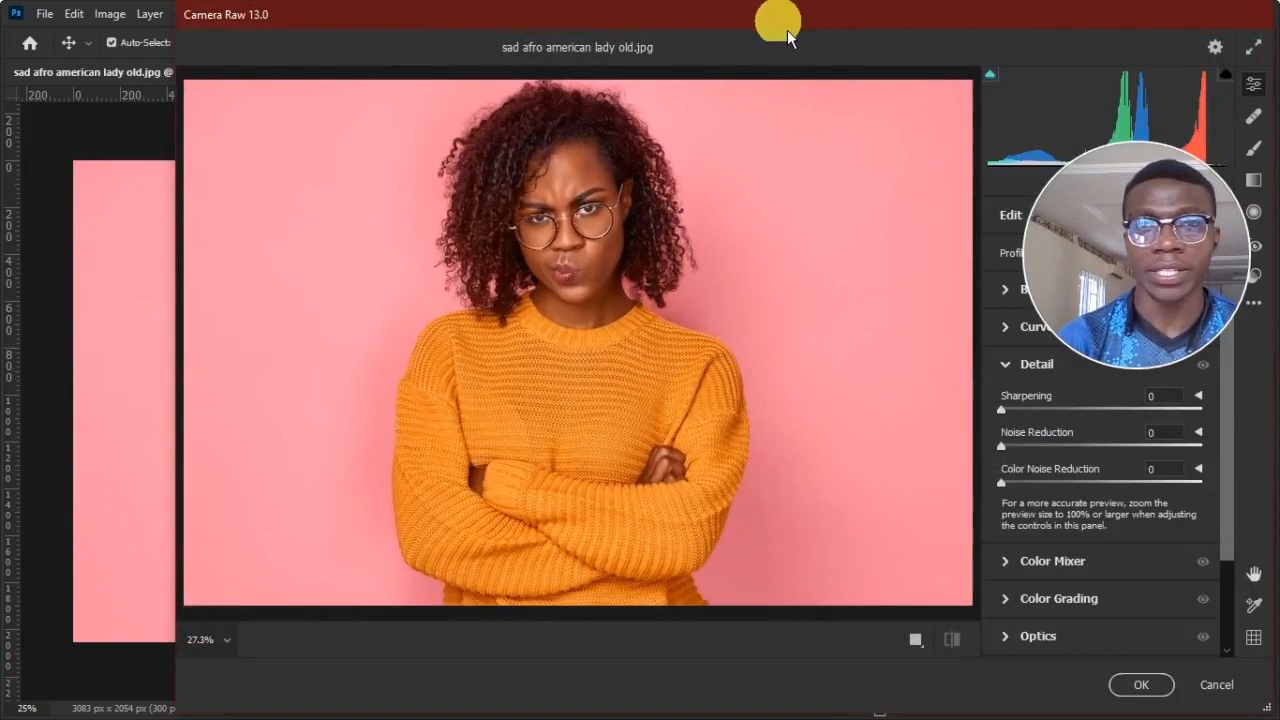 Ps File Edit Image Layer
Camera Raw 13.0
Auto-Select:
sad afro american lady old.jpg
sad afro american lady old.jpg @
200 0 200
Edit
Detail
Sharpening 0
Noise Reduction 0
Color Noise Reduction 0
For a more accurate preview, zoom the
preview size to 100% or larger when adjusting
the controls in this panel.
Color Mixer
Color Grading
Optics
27.3%
OK Cancel
25% 3083 px x 2054 px (300 p